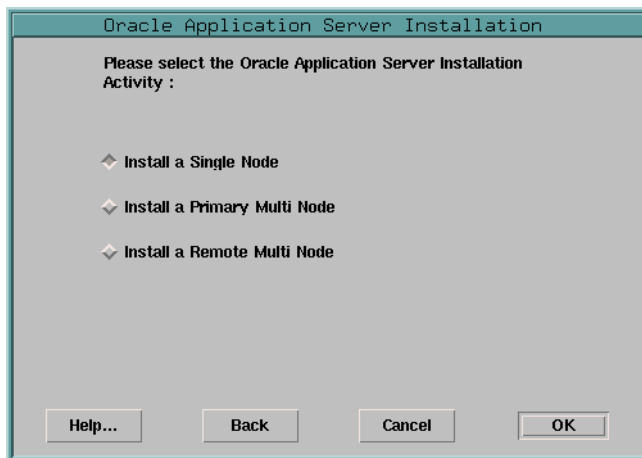 Oracle Application Server Installation
Please select the Oracle Application Server Installation
Activity :
Install a Single Node
Install a Primary Multi Node
Install a Remote Multi Node
Help...
Back
Cancel
OK